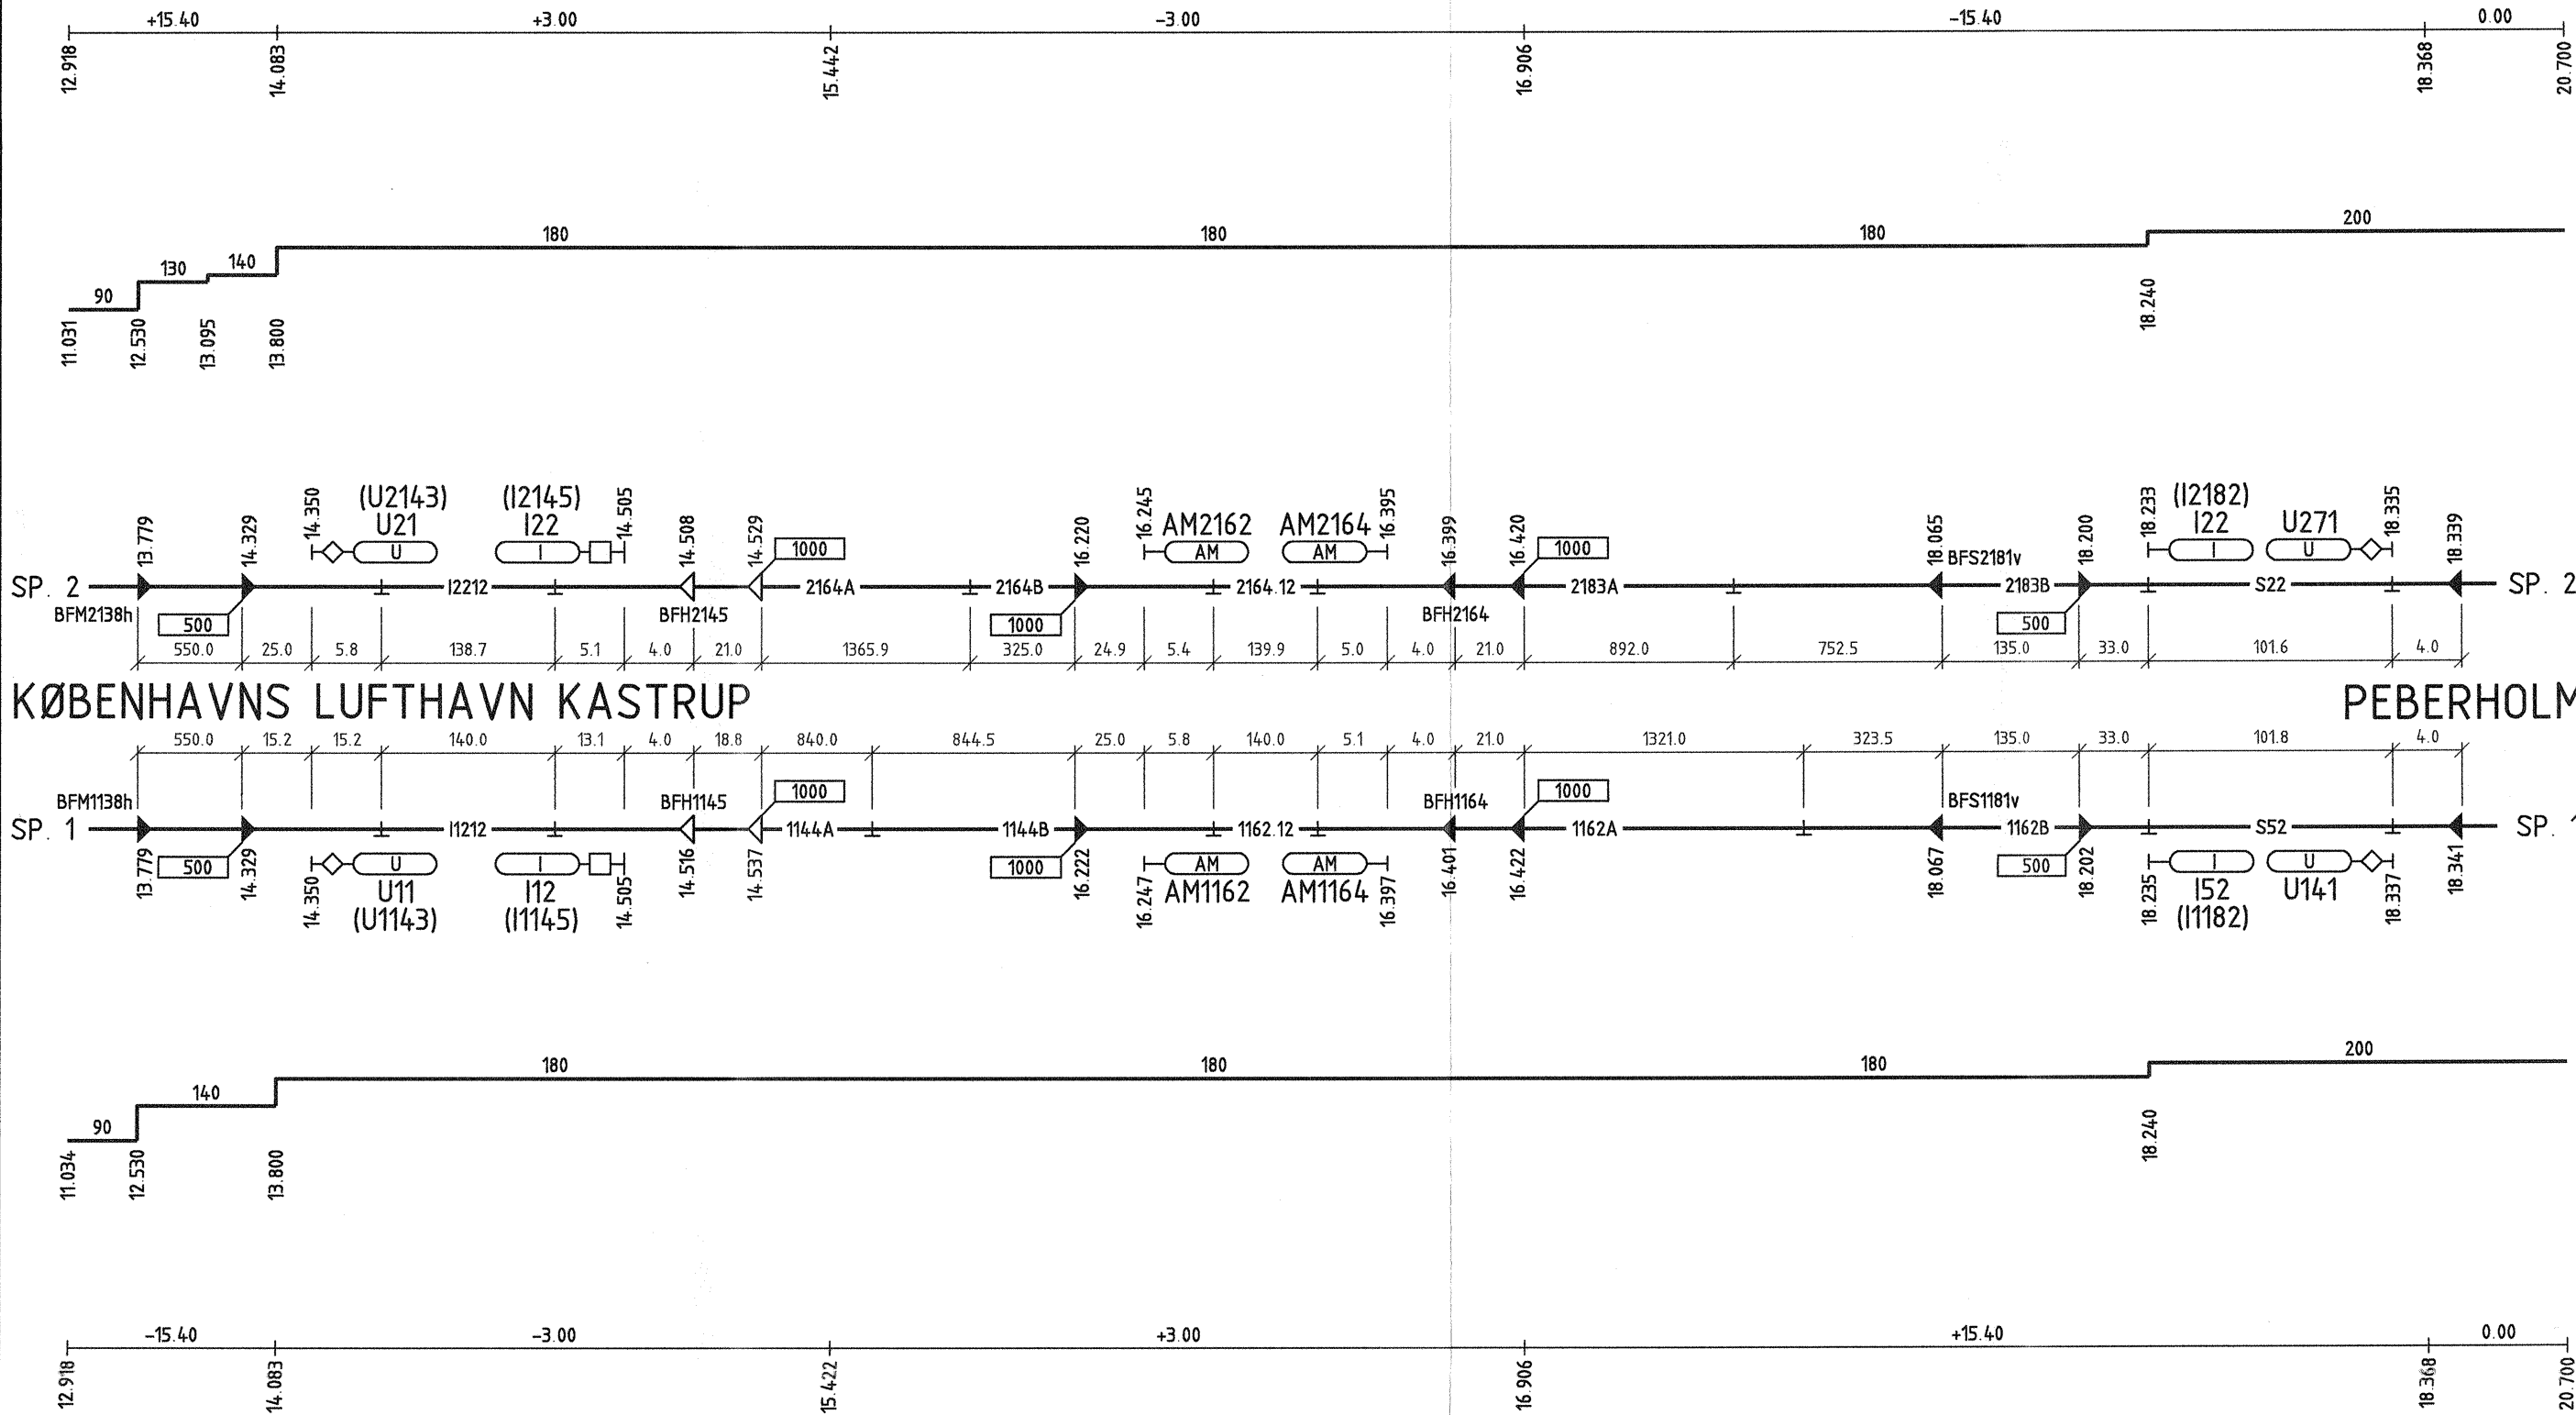 +15.40 +3.00 -3.00 -15.40 0.00
12.918 14.083 15.442 16.906 18.368 20.700
200
180 180 180
140
130
90
18.240
11.031 12.530 13.095 13.800
13.779 14.329 14.350 (U2143) (I2145) 14.505 14.508 14.529 16.220 16.245 AM2162 AM2164 16.395 16.399 16.420 18.065 18.200 18.233 (I2182) 18.335 18.339
U21 I22 I22 U271
U I 1000 AM AM 1000 I U
BFS2181v
SP. 2 I2212 2164A 2164B 2164.12 2183A 2183B S22 SP. 2
BFM2138h 500 BFH2145 1000 BFH2164 500
550.0 25.0 5.8 138.7 5.1 4.0 21.0 1365.9 325.0 24.9 5.4 139.9 5.0 4.0 21.0 892.0 752.5 135.0 33.0 101.6 4.0
KØBENHAVNS LUFTHAVN KASTRUP PEBERHOLM
550.0 15.2 15.2 140.0 13.1 4.0 18.8 840.0 844.5 25.0 5.8 140.0 5.1 4.0 21.0 1321.0 323.5 135.0 33.0 101.8 4.0
BFM1138h BFH1145 1000 BFH1164 1000 BFS1181v
SP. 1 I1212 1144A 1144B 1162.12 1162A 1162B S52 SP. 1
500 U I 1000 AM AM 500 I U
13.779 14.329 14.350 U11 I12 14.505 14.516 14.537 16.222 16.247 AM1162 AM1164 16.397 16.401 16.422 18.067 18.202 18.235 I52 U141 18.337 18.341
(U1143) (I1145) (I1182)
200
180 180 180
140
90
18.240
11.034 12.530 13.800
-15.40 -3.00 +3.00 +15.40 0.00
12.918 14.083 15.422 16.906 18.368 20.700